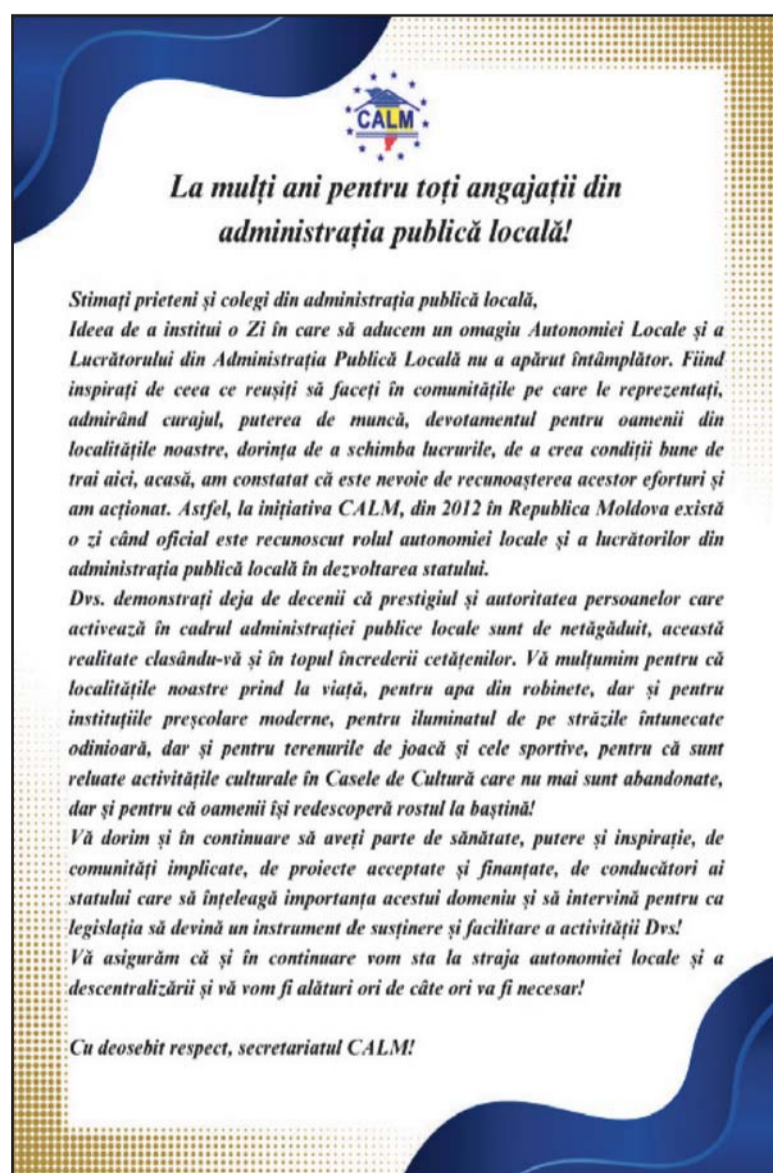 CALM
La mulți ani pentru toți angajații din
administrația publică locală!
Stimați prieteni și colegi din administrația publică locală,
Ideea de a institui o Zi în care să aducem un omagiu Autonomiei Locale și a
Lucrătorului din Administrația Publică Locală nu a apărut întâmplător. Fiind
inspirați de ceea ce reușiți să faceți în comunitățile pe care le reprezentați,
admirând curajul, puterea de muncă, devotamentul pentru oamenii din
localitățile noastre, dorința de a schimba lucrurile, de a crea condiții bune de
trai aici, acasă, am constatat că este nevoie de recunoașterea acestor eforturi și
am acționat. Astfel, la inițiativa CALM, din 2012 în Republica Moldova există
o zi când oficial este recunoscut rolul autonomiei locale și a lucrătorilor din
administrația publică locală în dezvoltarea statului.
Dvs. demonstrați deja de decenii că prestigiul și autoritatea persoanelor care
activează în cadrul administrației publice locale sunt de netăgăduit, această
realitate clasându-vă și în topul încrederii cetățenilor. Vă mulțumim pentru că
localitățile noastre prind la viață, pentru apa din robinete, dar și pentru
instituțiile preșcolare moderne, pentru iluminatul de pe străzile întunecate
odinioară, dar și pentru terenurile de joacă și cele sportive, pentru că sunt
reluate activitățile culturale în Casele de Cultură care nu mai sunt abandonate,
dar și pentru că oamenii își redescoperă rostul la baștină!
Vă dorim și în continuare să aveți parte de sănătate, putere și inspirație, de
comunități implicate, de proiecte acceptate și finanțate, de conducători ai
statului care să înțeleagă importanța acestui domeniu și să intervină pentru ca
legislația să devină un instrument de susținere și facilitare a activității Dvs!
Vă asigurăm că și în continuare vom sta la straja autonomiei locale și a
descentralizării și vă vom fi alături ori de câte ori va fi necesar!
Cu deosebit respect, secretariatul CALM!